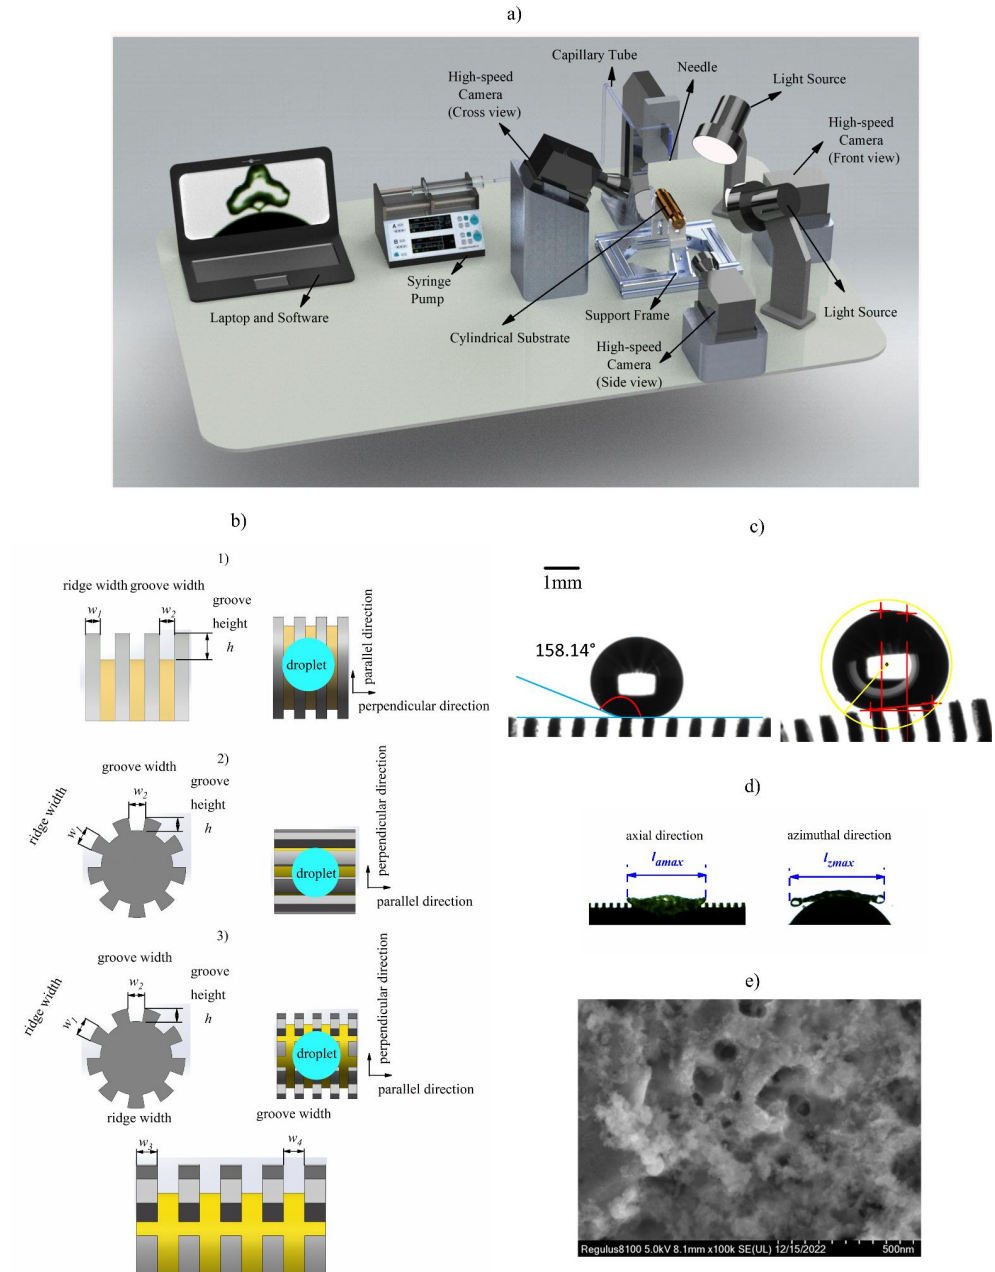 a)
Capillary Tube
Needle
High-speed
Camera
(Cross view)
Light Source
High-speed
Camera
(Front view)
A
B
Syringe
Pump
Laptop and Software
Cylindrical Substrate
Support Frame
Light Source
High-speed
Camera
(Side view)
b)
1)
ridge width groove width
groove
height
w1
w2
h
droplet
parallel direction
perpendicular direction
2)
groove width
w2
groove
height
h
ridge width
w1
droplet
perpendicular direction
parallel direction
3)
groove width
w2
groove
height
h
ridge width
w1
droplet
perpendicular direction
parallel direction
ridge width
groove width
w3
w4
c)
1mm
158.14°
d)
axial direction
azimuthal direction
lamax
lzmax
e)
Regulus8100 5.0kV 8.1mm x100k SE(UL) 12/15/2022
500nm